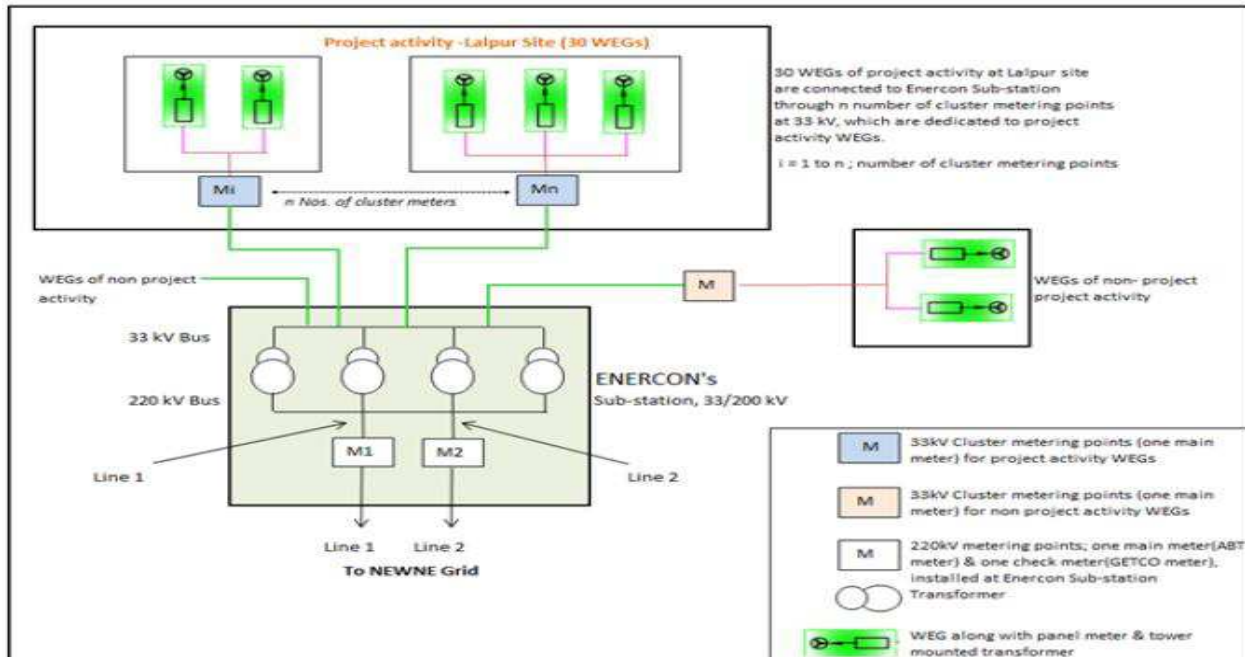 Project activity -Lalpur Site (30 WEGs)
30 WEGs of project activity at Lalpur site
are connected to Enercon Sub-station
through n number of cluster metering points
at 33 kV, which are dedicated to project
activity WEGs.
i = 1 to n ; number of cluster metering points
Mi
n Nos. of cluster meters
Mn
WEGs of non project
activity
M
WEGs of non- project
project activity
33 kV Bus
220 kV Bus
ENERCON's
Sub-station, 33/200 kV
M1
M2
Line 1
Line 2
Line 1
Line 2
To NEWNE Grid
M
33kV Cluster metering points (one main
meter) for project activity WEGs
M
33kV Cluster metering points (one main
meter) for non project activity WEGs
M
220kV metering points; one main meter(ABT
meter) & one check meter(GETCO meter),
installed at Enercon Sub-station
Transformer
WEG along with panel meter & tower
mounted transformer